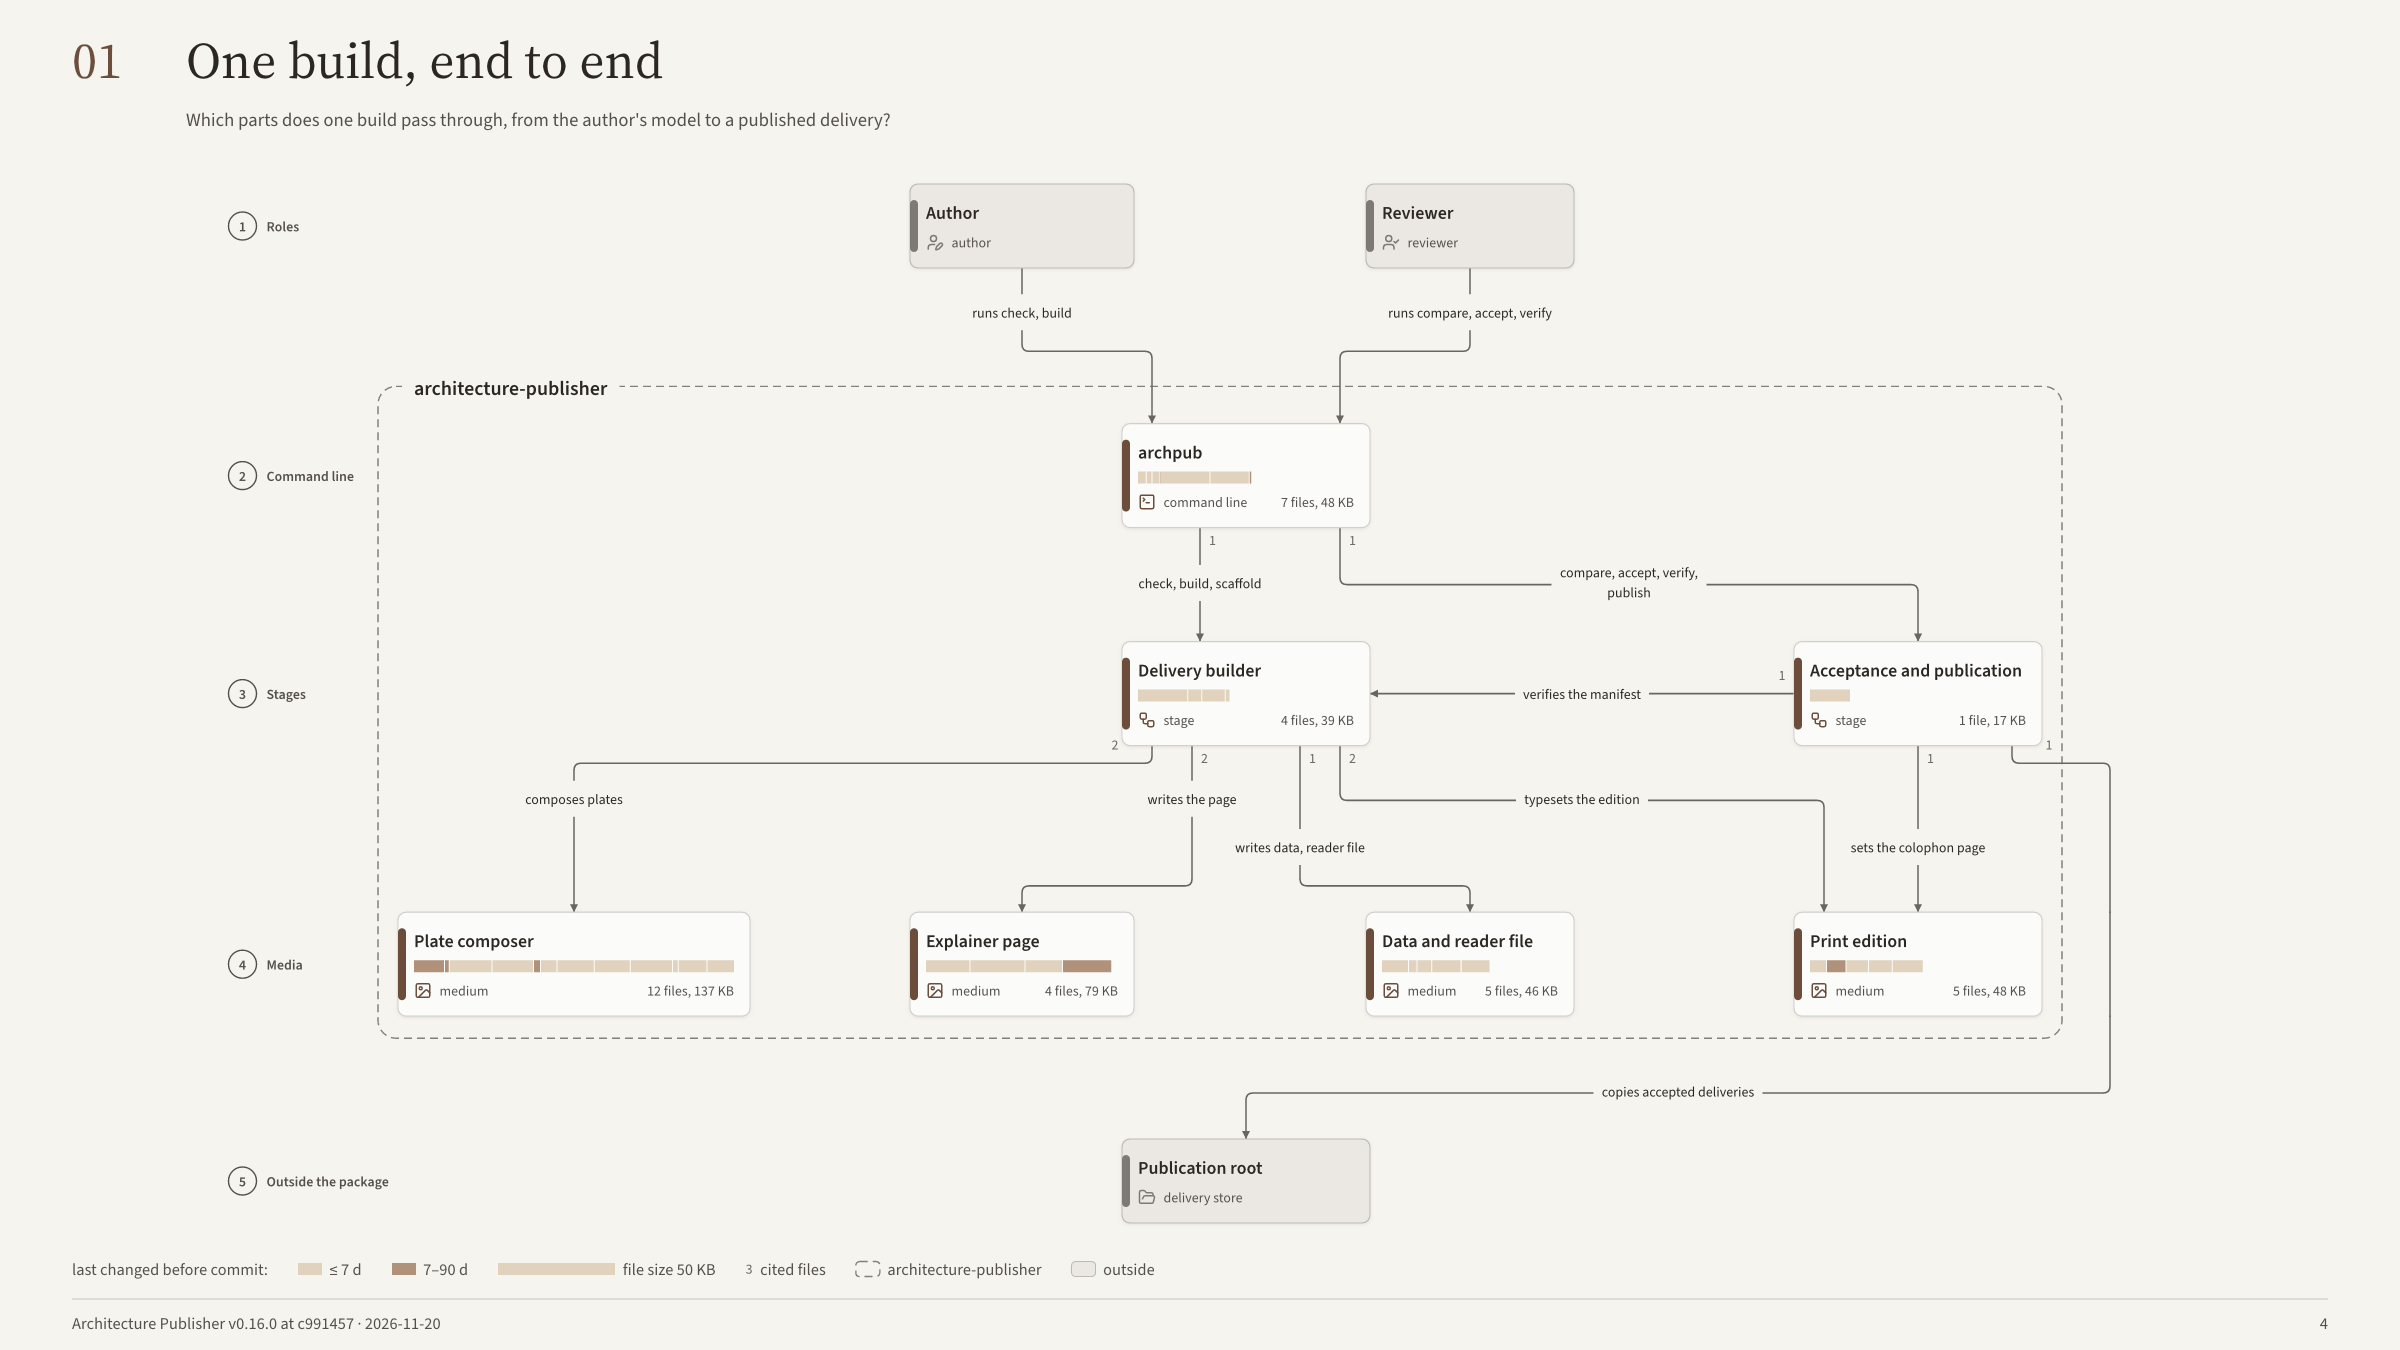 01 One build, end to end
Which parts does one build pass through, from the author's model to a published delivery?
1 Roles
Author
author
Reviewer
reviewer
runs check, build
runs compare, accept, verify
architecture-publisher
2 Command line
archpub
command line 7 files, 48 KB
1
1
check, build, scaffold
compare, accept, verify,
publish
3 Stages
Delivery builder
stage 4 files, 39 KB
verifies the manifest
1
Acceptance and publication
stage 1 file, 17 KB
2
2
1
2
1
1
composes plates
writes the page
typesets the edition
writes data, reader file
sets the colophon page
4 Media
Plate composer
medium 12 files, 137 KB
Explainer page
medium 4 files, 79 KB
Data and reader file
medium 5 files, 46 KB
Print edition
medium 5 files, 48 KB
copies accepted deliveries
5 Outside the package
Publication root
delivery store
last changed before commit: ≤ 7 d 7–90 d file size 50 KB 3 cited files architecture-publisher outside
Architecture Publisher v0.16.0 at c991457 · 2026-11-20 4